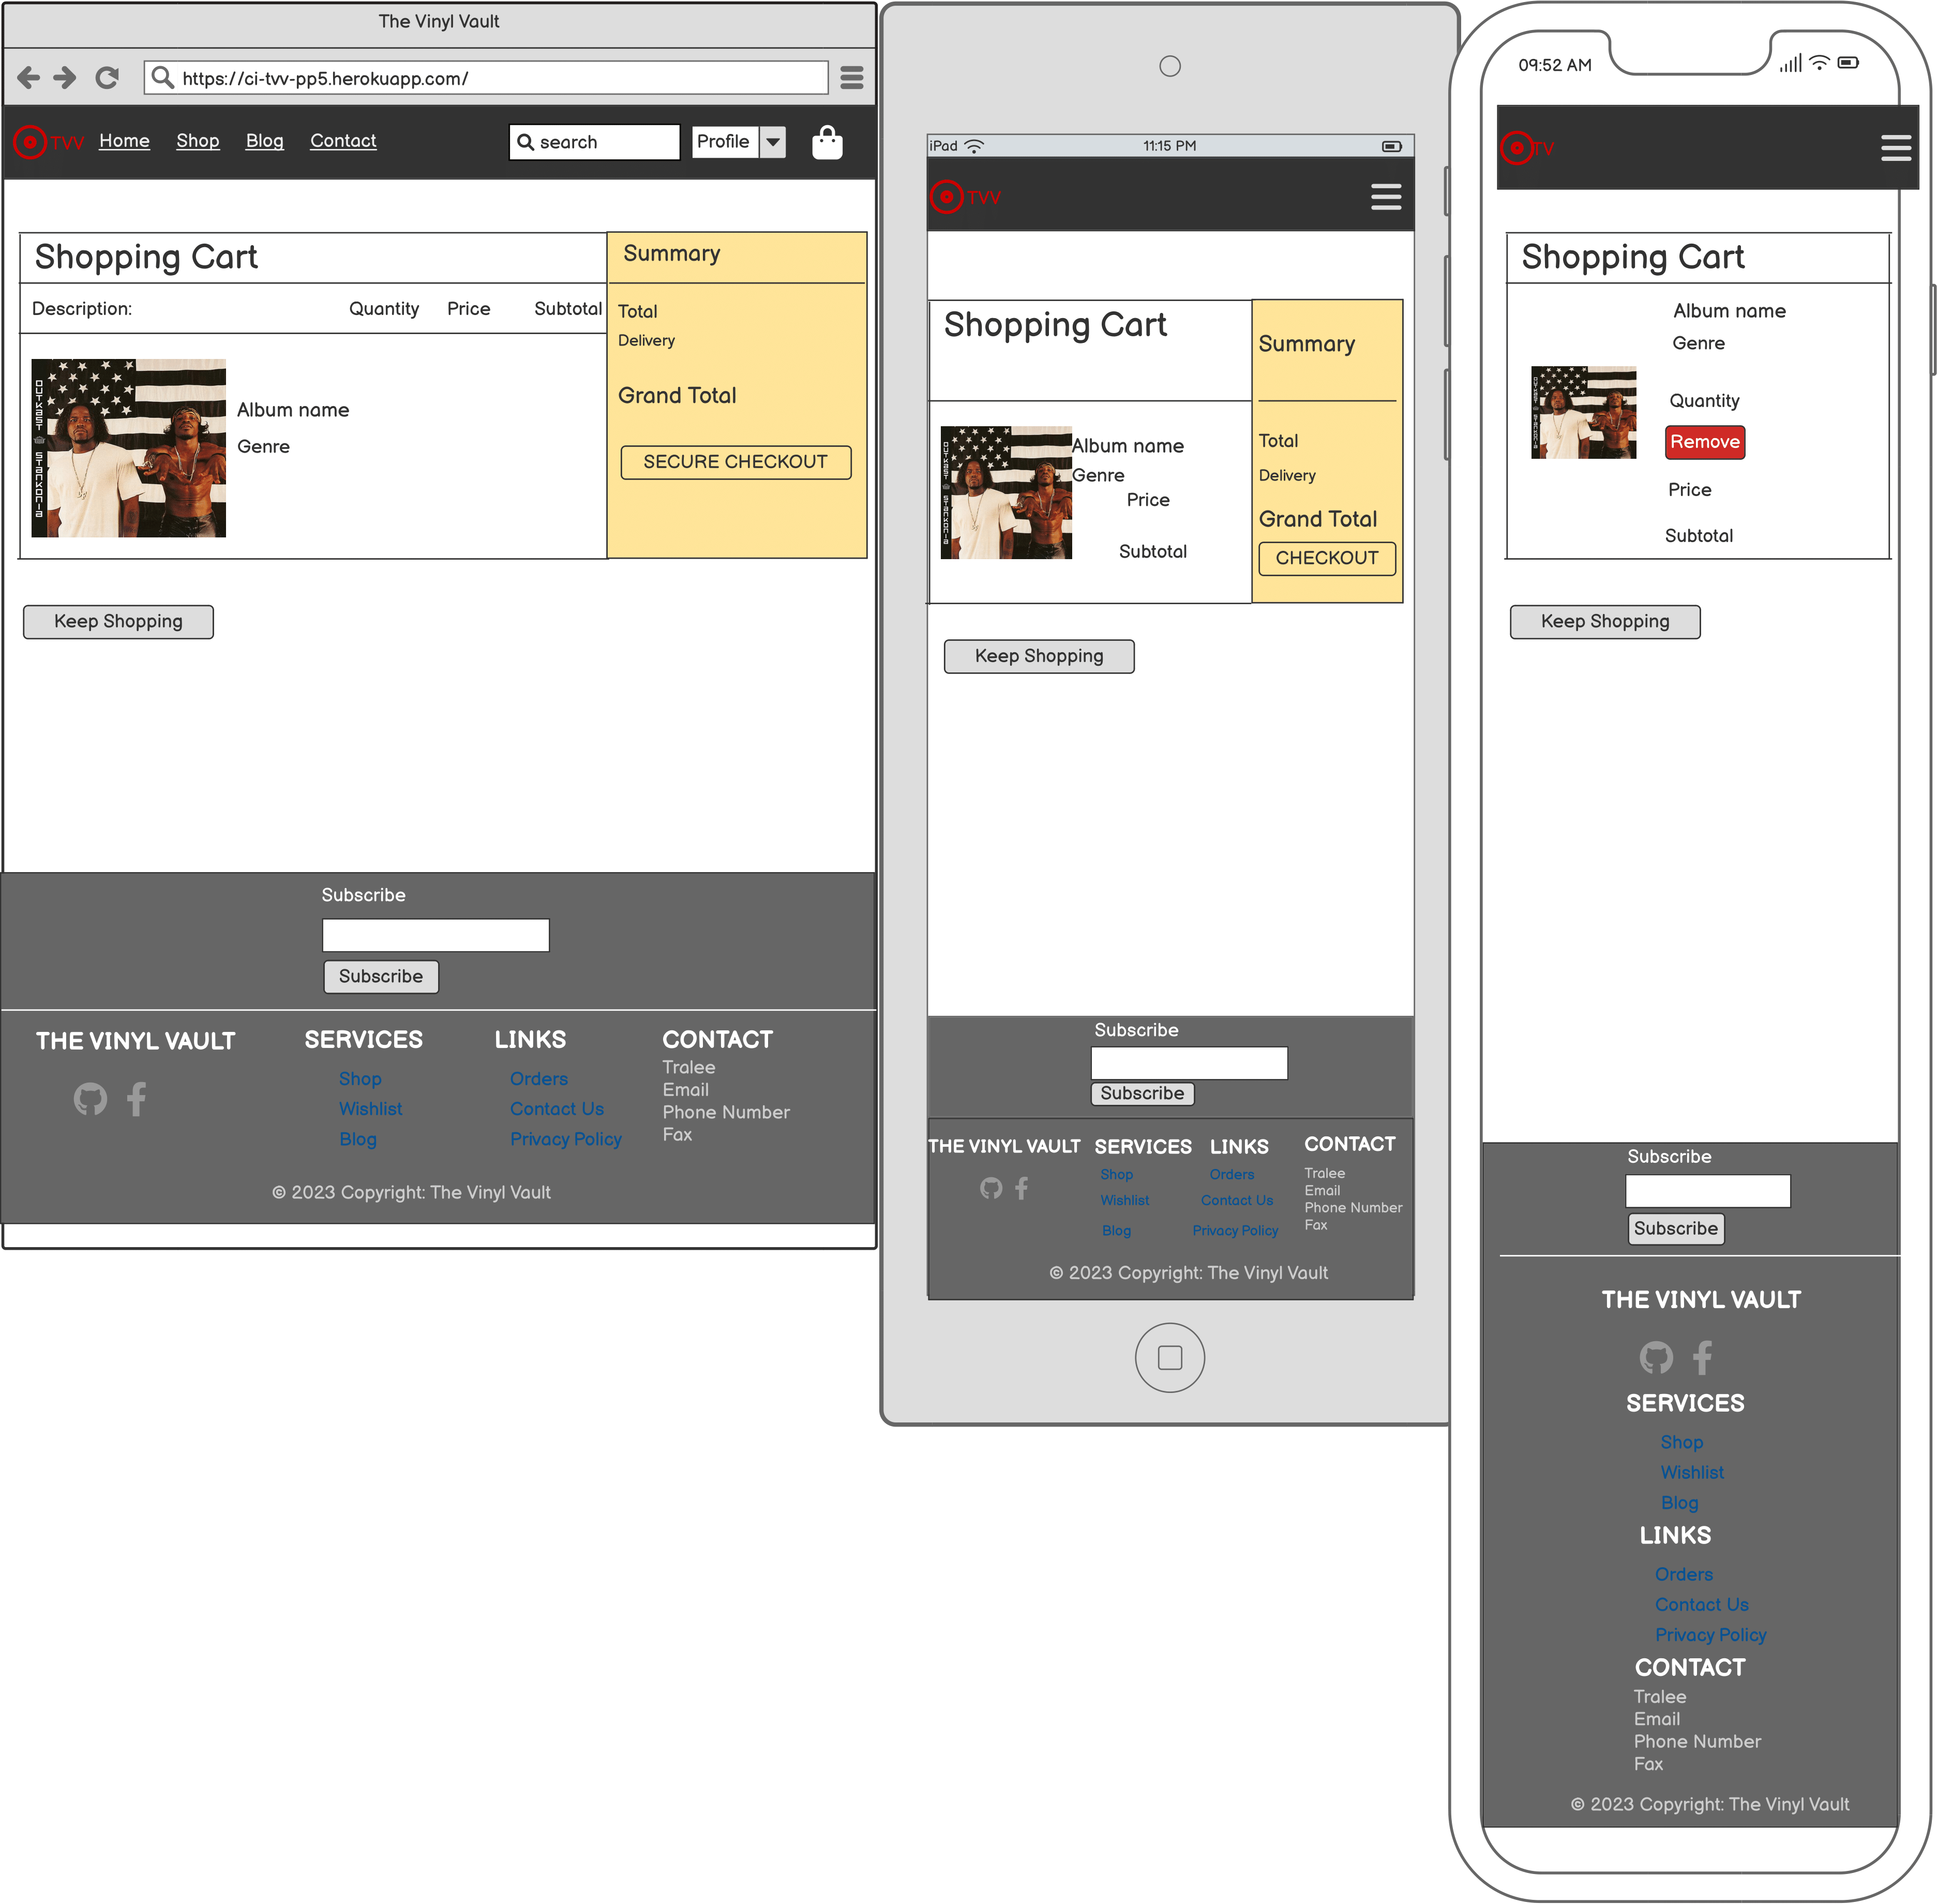 The Vinyl Vault
https://ci-tvv-pp5.herokuapp.com/
TVV Home Shop Blog Contact search Profile
Shopping Cart
Description: Quantity Price Subtotal
OUTKAST STANKONIA
Album name
Genre
Summary
Total
Delivery
Grand Total
SECURE CHECKOUT
Keep Shopping
Subscribe
Subscribe
THE VINYL VAULT
SERVICES
Shop
Wishlist
Blog
LINKS
Orders
Contact Us
Privacy Policy
CONTACT
Tralee
Email
Phone Number
Fax
© 2023 Copyright: The Vinyl Vault
iPad 11:15 PM
TVV
Shopping Cart
OUTKAST STANKONIA
Album name
Genre
Price
Subtotal
Summary
Total
Delivery
Grand Total
CHECKOUT
Keep Shopping
Subscribe
Subscribe
THE VINYL VAULT
SERVICES
Shop
Wishlist
Blog
LINKS
Orders
Contact Us
Privacy Policy
CONTACT
Tralee
Email
Phone Number
Fax
© 2023 Copyright: The Vinyl Vault
09:52 AM
TV
Shopping Cart
OUTKAST STANKONIA
Album name
Genre
Quantity
Remove
Price
Subtotal
Keep Shopping
Subscribe
Subscribe
THE VINYL VAULT
SERVICES
Shop
Wishlist
Blog
LINKS
Orders
Contact Us
Privacy Policy
CONTACT
Tralee
Email
Phone Number
Fax
© 2023 Copyright: The Vinyl Vault